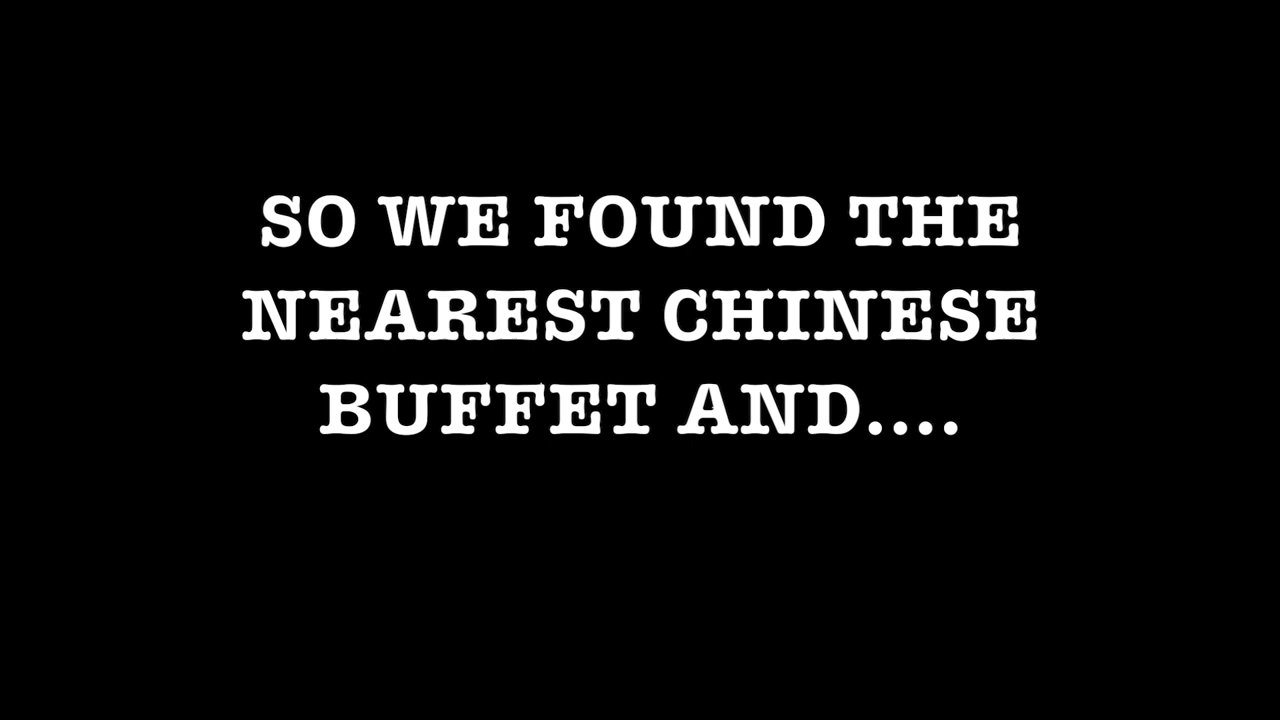 SO WE FOUND THE
NEAREST CHINESE
BUFFET AND....